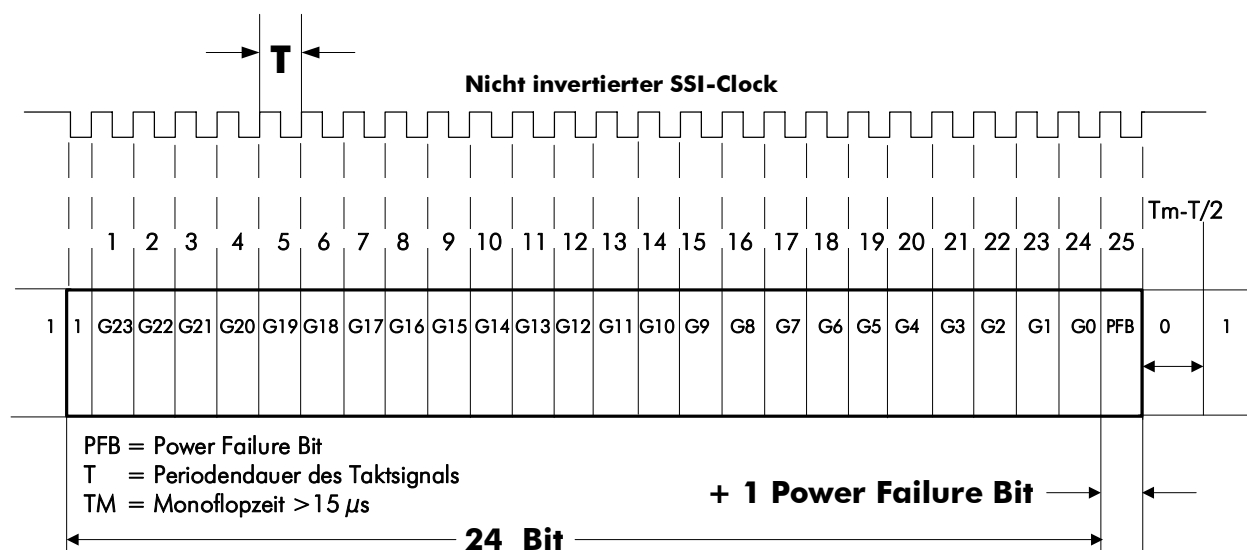 T
Nicht invertierter SSI-Clock
Tm-T/2
1 2 3 4 5 6 7 8 9 10 11 12 13 14 15 16 17 18 19 20 21 22 23 24 25
1 1 G23 G22 G21 G20 G19 G18 G17 G16 G15 G14 G13 G12 G11 G10 G9 G8 G7 G6 G5 G4 G3 G2 G1 G0 PFB 0 1
PFB = Power Failure Bit
T = Periodendauer des Taktsignals
TM = Monoflopzeit >15 µs
+ 1 Power Failure Bit
24 Bit